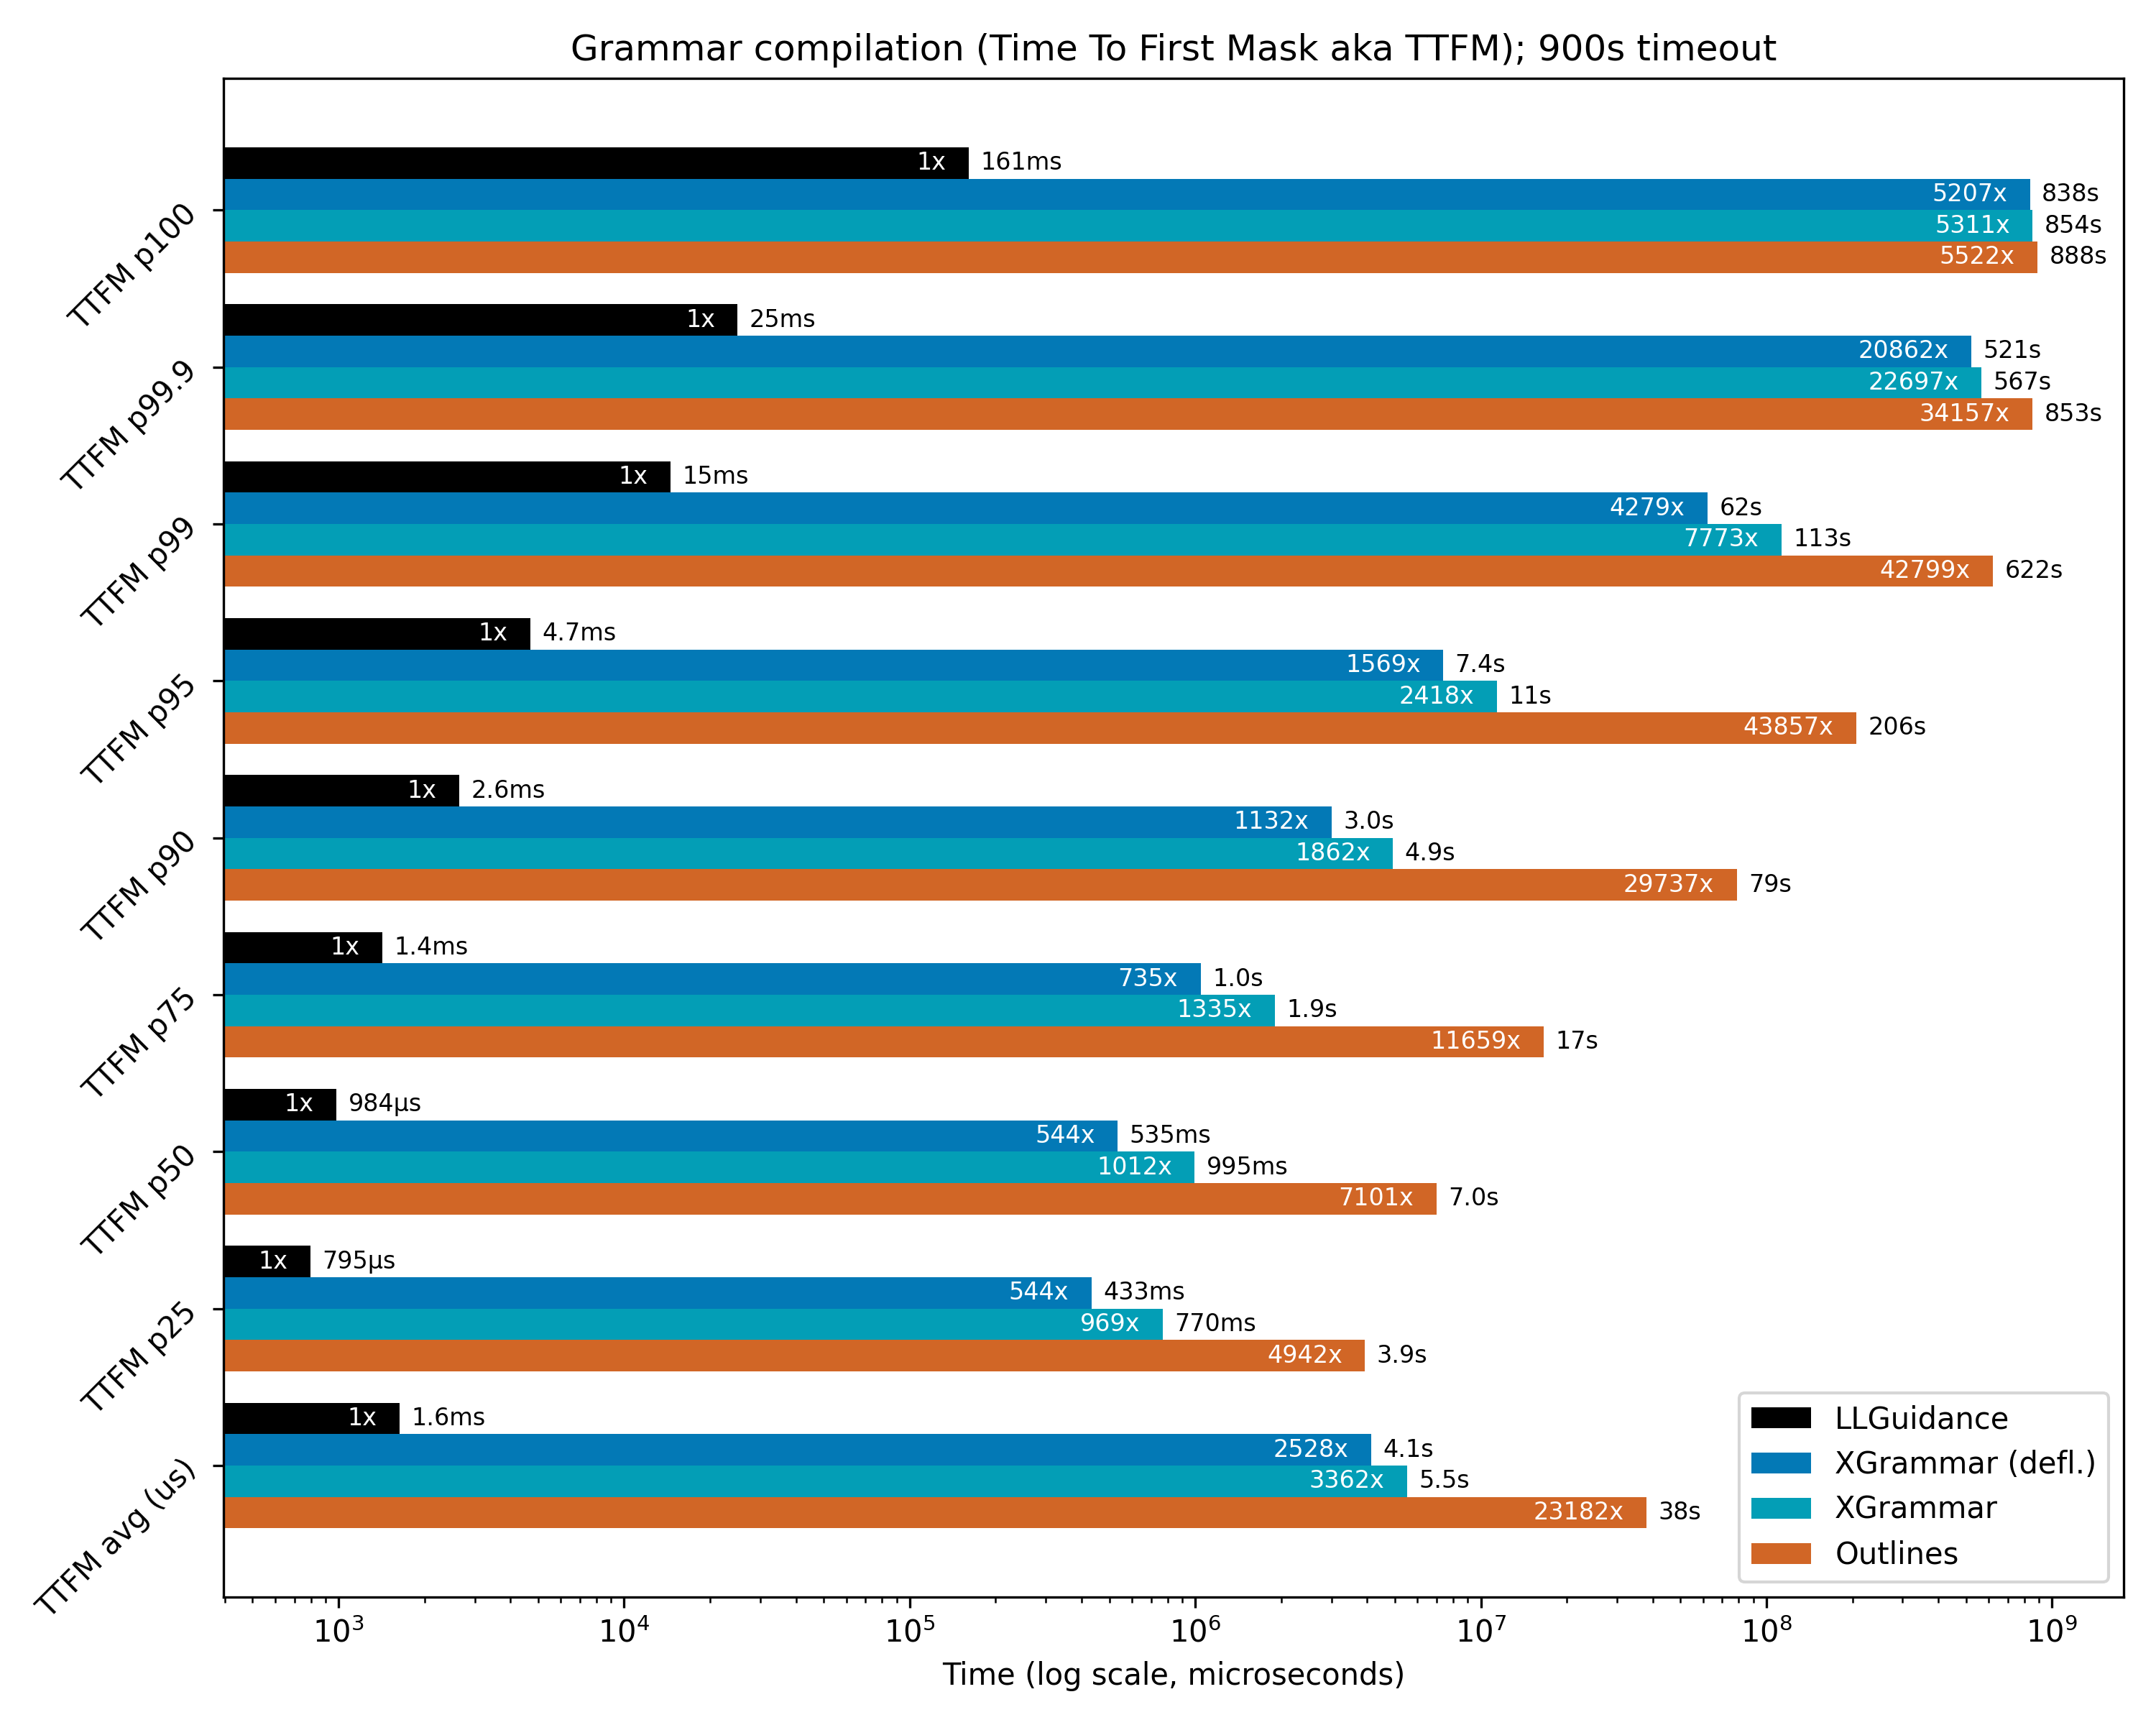 Grammar compilation (Time To First Mask aka TTFM); 900s timeout
TTFM p100
1x 161ms
5207x 838s
5311x 854s
5522x 888s
TTFM p99.9
1x 25ms
20862x 521s
22697x 567s
34157x 853s
TTFM p99
1x 15ms
4279x 62s
7773x 113s
42799x 622s
TTFM p95
1x 4.7ms
1569x 7.4s
2418x 11s
43857x 206s
TTFM p90
1x 2.6ms
1132x 3.0s
1862x 4.9s
29737x 79s
TTFM p75
1x 1.4ms
735x 1.0s
1335x 1.9s
11659x 17s
TTFM p50
1x 984μs
544x 535ms
1012x 995ms
7101x 7.0s
TTFM p25
1x 795μs
544x 433ms
969x 770ms
4942x 3.9s
TTFM avg (us)
1x 1.6ms
2528x 4.1s
3362x 5.5s
23182x 38s
LLGuidance
XGrammar (defl.)
XGrammar
Outlines
10³ 10⁴ 10⁵ 10⁶ 10⁷ 10⁸ 10⁹
Time (log scale, microseconds)